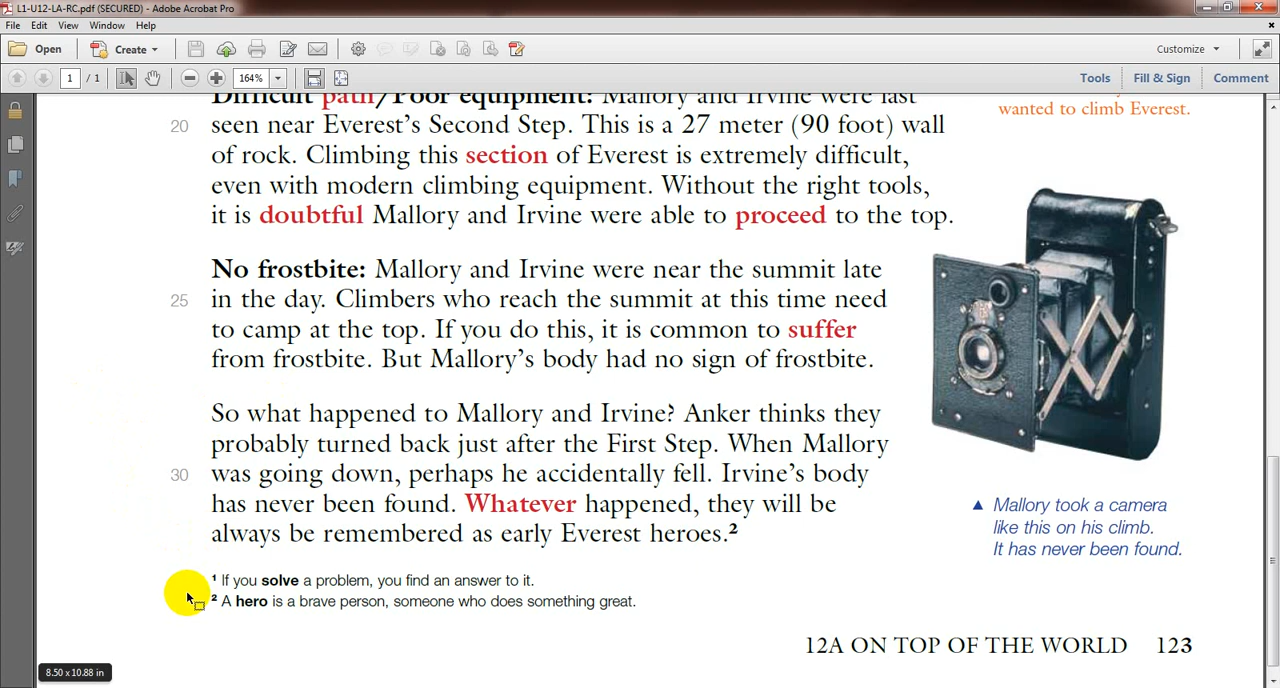 L1-U12-LA-RC.pdf (SECURED) - Adobe Acrobat Pro
File Edit View Window Help
Open Create Customize
1 / 1 164% Tools Fill & Sign Comment
Difficult path/Poor equipment: Mallory and Irvine were last
20 seen near Everest's Second Step. This is a 27 meter (90 foot) wall
of rock. Climbing this section of Everest is extremely difficult,
even with modern climbing equipment. Without the right tools,
it is doubtful Mallory and Irvine were able to proceed to the top.
wanted to climb Everest.
No frostbite: Mallory and Irvine were near the summit late
25 in the day. Climbers who reach the summit at this time need
to camp at the top. If you do this, it is common to suffer
from frostbite. But Mallory's body had no sign of frostbite.
So what happened to Mallory and Irvine? Anker thinks they
probably turned back just after the First Step. When Mallory
30 was going down, perhaps he accidentally fell. Irvine's body
has never been found. Whatever happened, they will be
always be remembered as early Everest heroes.²
▲ Mallory took a camera
like this on his climb.
It has never been found.
¹ If you solve a problem, you find an answer to it.
² A hero is a brave person, someone who does something great.
12A ON TOP OF THE WORLD 123
8.50 x 10.88 in